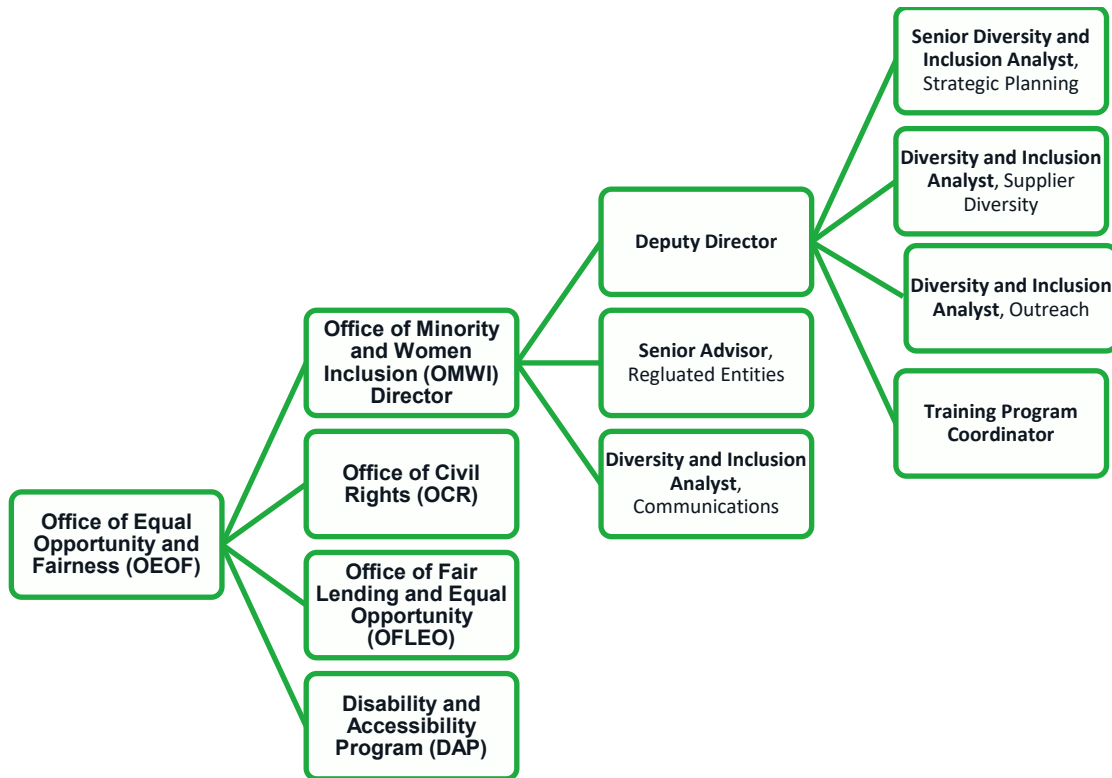 Senior Diversity and
Inclusion Analyst,
Strategic Planning
Diversity and Inclusion
Analyst, Supplier
Diversity
Deputy Director
Diversity and Inclusion
Analyst, Outreach
Office of Minority
and Women
Inclusion (OMWI)
Director
Senior Advisor,
Regluated Entities
Training Program
Coordinator
Office of Civil
Rights (OCR)
Diversity and Inclusion
Analyst,
Communications
Office of Equal
Opportunity and
Fairness (OEOF)
Office of Fair
Lending and Equal
Opportunity
(OFLEO)
Disability and
Accessibility
Program (DAP)